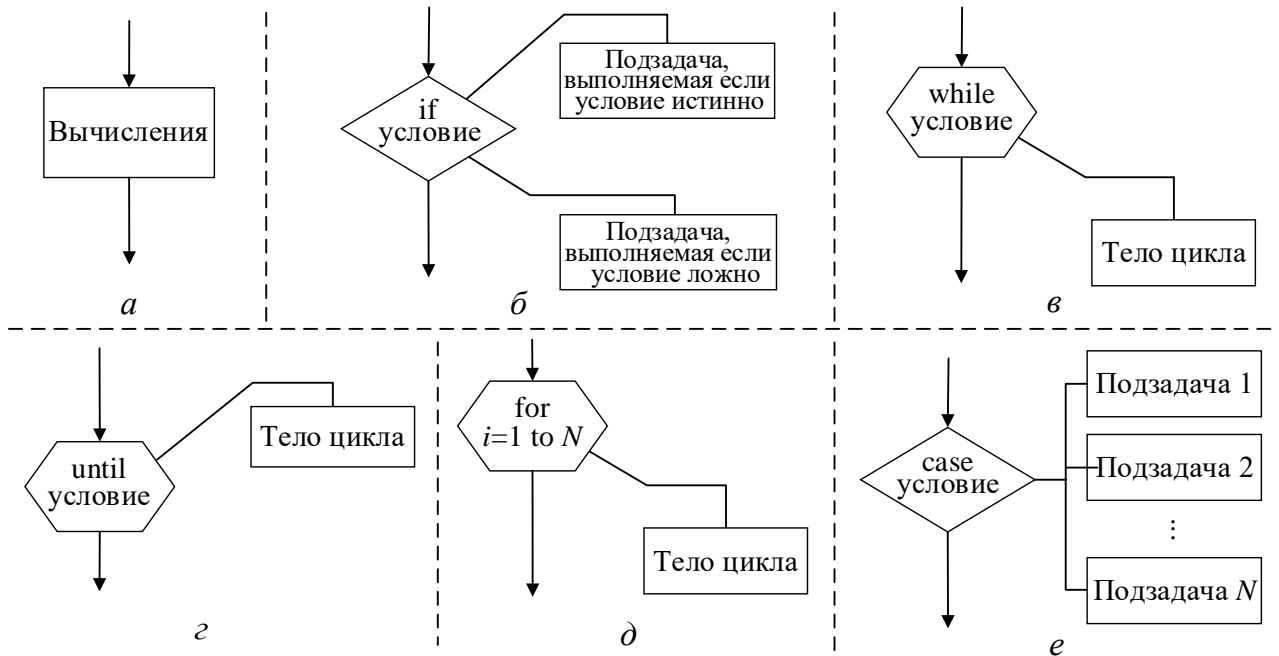 Вычисления
а
if
условие
Подзадача,
выполняемая если
условие истинно
Подзадача,
выполняемая если
условие ложно
б
while
условие
Тело цикла
в
until
условие
Тело цикла
г
for
i=1 to N
Тело цикла
д
case
условие
Подзадача 1
Подзадача 2
⋮
Подзадача N
е